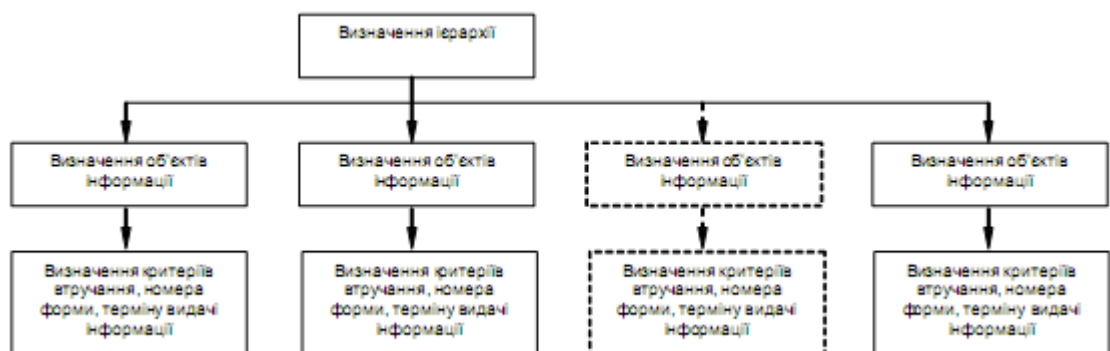 Визначення ієрархії
Визначення об'єктів
інформації
Визначення об'єктів
інформації
Визначення об'єктів
інформації
Визначення об'єктів
інформації
Визначення критеріїв
втручання, номера
форми, терміну видачі
інформації
Визначення критеріїв
втручання, номера
форми, терміну видачі
інформації
Визначення критеріїв
втручання, номера
форми, терміну видачі
інформації
Визначення критеріїв
втручання, номера
форми, терміну видачі
інформації